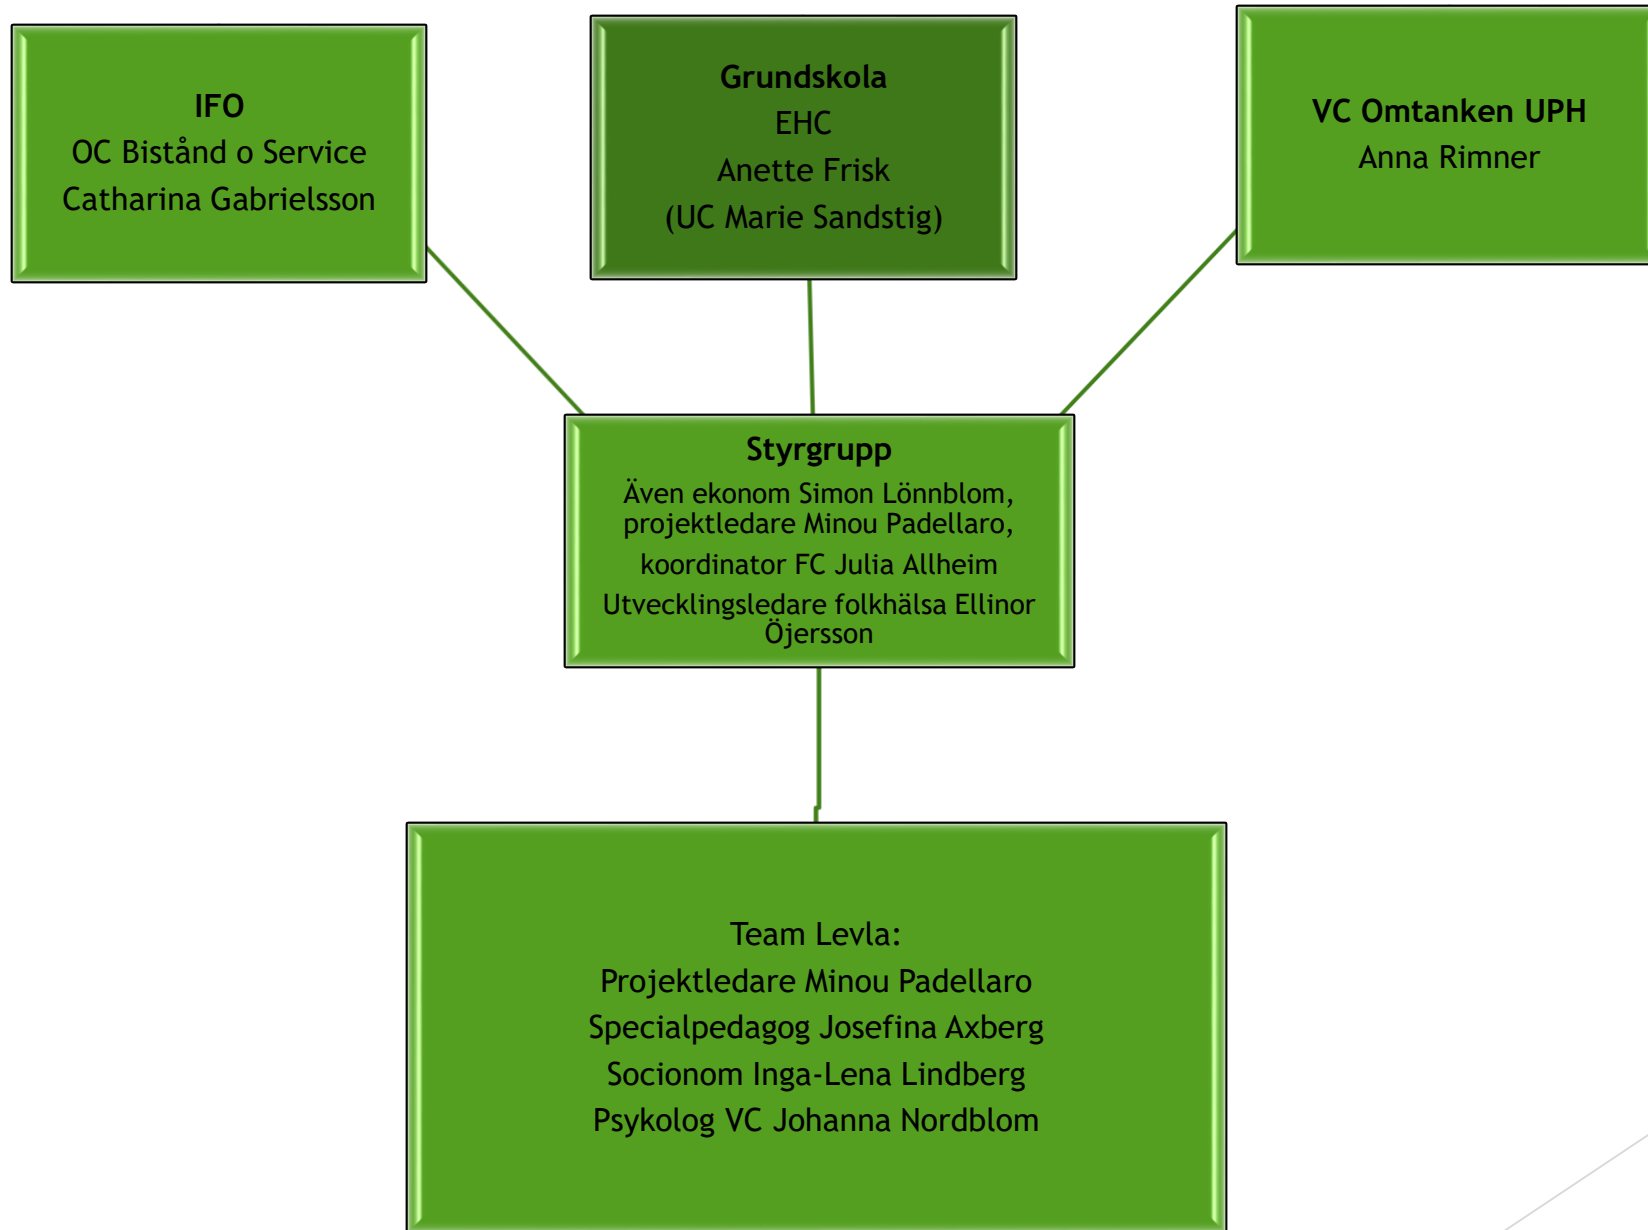 IFO
OC Bistånd o Service
Catharina Gabrielsson
Grundskola
EHC
Anette Frisk
(UC Marie Sandstig)
VC Omtanken UPH
Anna Rimner
Styrgrupp
Även ekonom Simon Lönnblom,
projektledare Minou Padellaro,
koordinator FC Julia Allheim
Utvecklingsledare folkhälsa Ellinor
Öjersson
Team Levla:
Projektledare Minou Padellaro
Specialpedagog Josefina Axberg
Socionom Inga-Lena Lindberg
Psykolog VC Johanna Nordblom